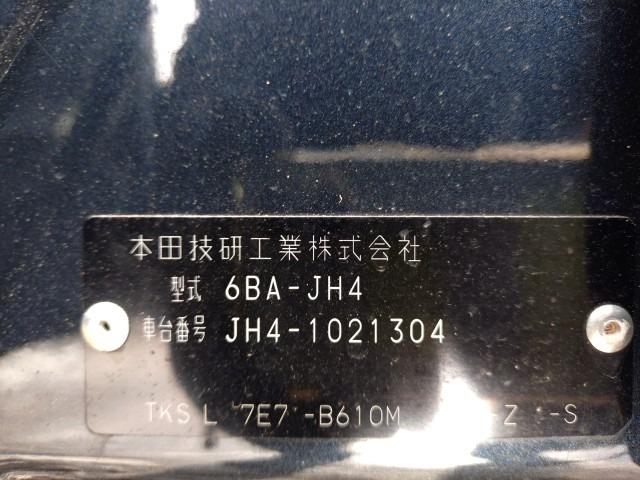 本田技研工業株式会社
型式 6BA-JH4
車台番号 JH4-1021304
TKS L 7E7 -B610M -Z -S